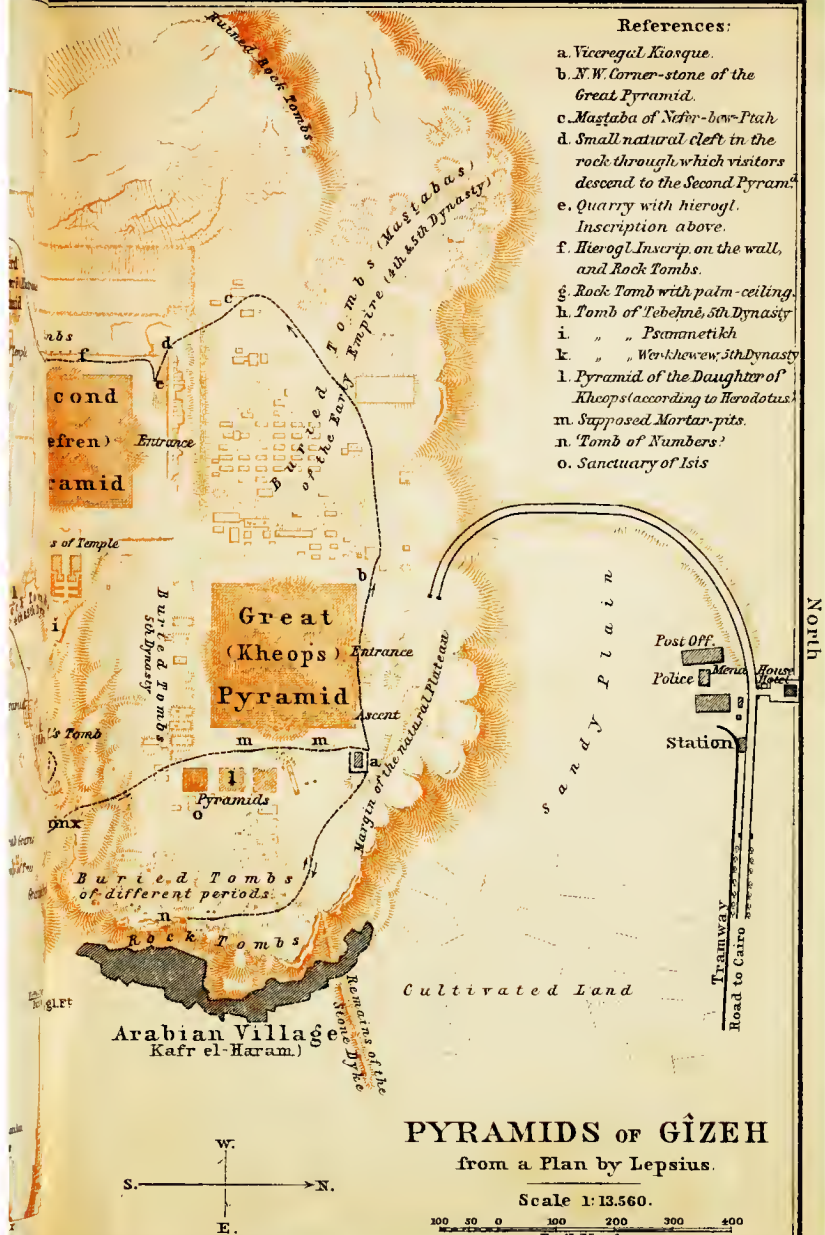 References:
a. Viceregal Kiosque.
b. N.W. Corner-stone of the
Great Pyramid.
c. Mastaba of Nefer-bew-Ptah
d. Small natural cleft in the
rock through which visitors
descend to the Second Pyram.d
e. Quarry with hierogl.
Inscription above.
f. Hierogl. Inscrip. on the wall,
and Rock Tombs.
g. Rock Tomb with palm-ceiling.
h. Tomb of Tebehnê, 5th Dynasty
i. „ „ Psammetikh
k. „ „ Werkhewew, 5th Dynasty
l. Pyramid of the Daughter of
Kheops (according to Herodotus.)
m. Supposed Mortar-pits.
n. 'Tomb of Numbers'
o. Sanctuary of Isis
Ruined Rock Tombs
Buried Tombs (Mastabas)
of the Early Empire (4th & 5th Dynasty)
c
d
e
f
cond
efren)
ramid
Entrance
s of Temple
i
Buried Tombs
5th Dynasty
b
Great
(Kheops)
Pyramid
Entrance
Ascent
Margin of the natural Plateau
m m
a
l
Pyramids
o
's Tomb
Buried Tombs
of different periods.
n
Rock Tombs
Arabian Village
Kafr el-Haram)
Remains of the
Stone Dyke
Sandy Plain
Post Off.
Police
Mena House
Hotel
Station
North
Tramway
Road to Cairo
Cultivated Land
PYRAMIDS OF GÎZEH
from a Plan by Lepsius.
Scale 1:13.560.
100 50 0 100 200 300 400
W.
S. N.
E.